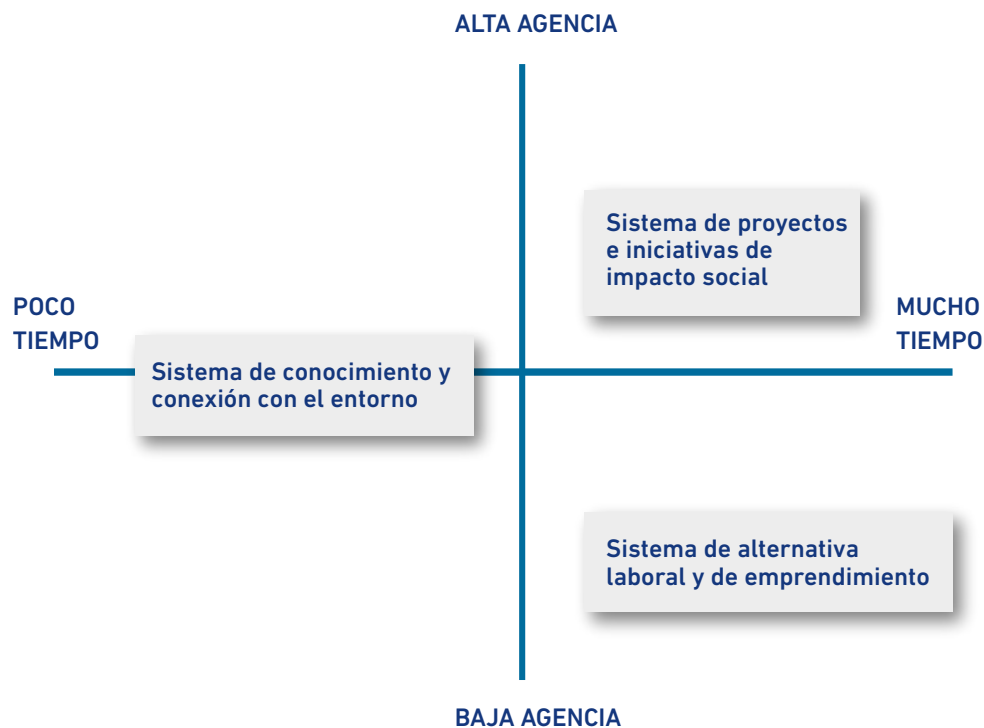 ALTA AGENCIA
Sistema de proyectos
e iniciativas de
impacto social
POCO
TIEMPO
MUCHO
TIEMPO
Sistema de conocimiento y
conexión con el entorno
Sistema de alternativa
laboral y de emprendimiento
BAJA AGENCIA